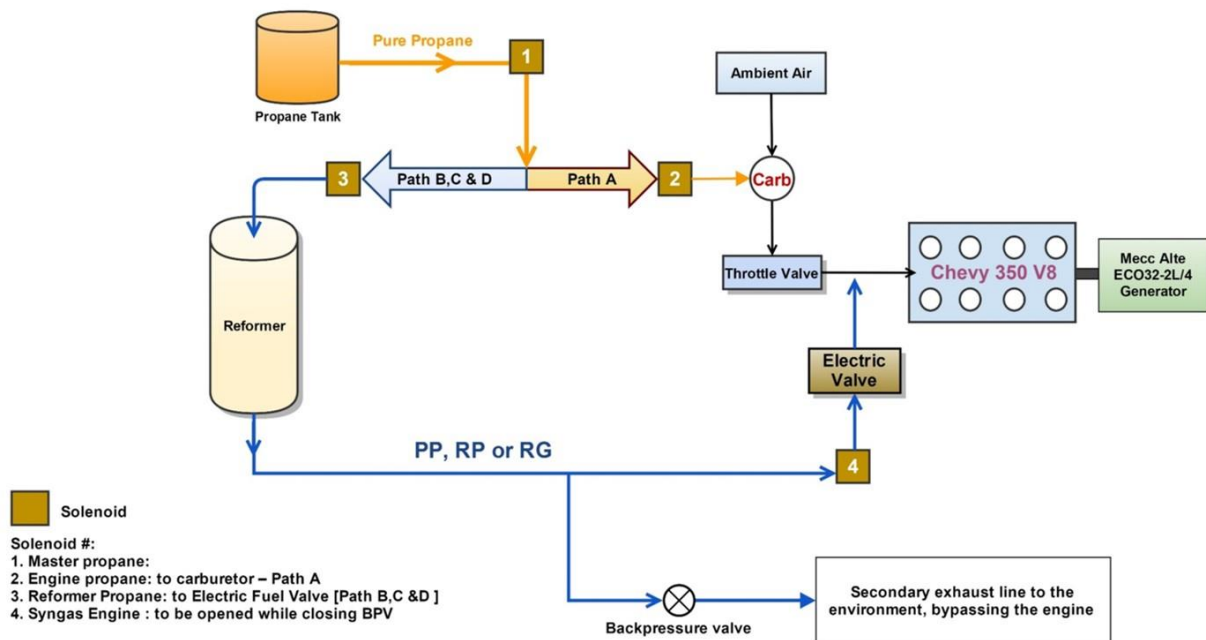 Pure Propane
1
Propane Tank
Ambient Air
3
Path B,C & D
Path A
2
Carb
Throttle Valve
Chevy 350 V8
Mecc Alte
ECO32-2L/4
Generator
Reformer
Electric
Valve
PP, RP or RG
4
Solenoid
Solenoid #:
1. Master propane:
2. Engine propane: to carburetor – Path A
3. Reformer Propane: to Electric Fuel Valve [Path B,C &D ]
4. Syngas Engine : to be opened while closing BPV
Backpressure valve
Secondary exhaust line to the
environment, bypassing the engine